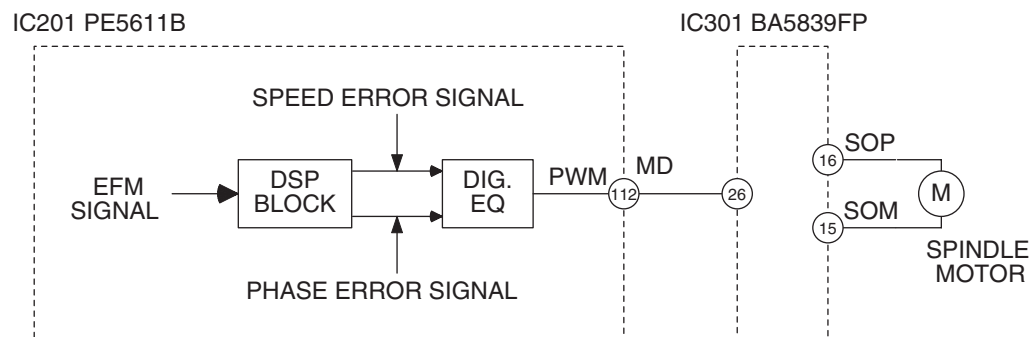 IC201 PE5611B
IC301 BA5839FP
SPEED ERROR SIGNAL
EFM
SIGNAL
DSP
BLOCK
DIG.
EQ
PWM
112
MD
26
16
SOP
M
15
SOM
SPINDLE
MOTOR
PHASE ERROR SIGNAL